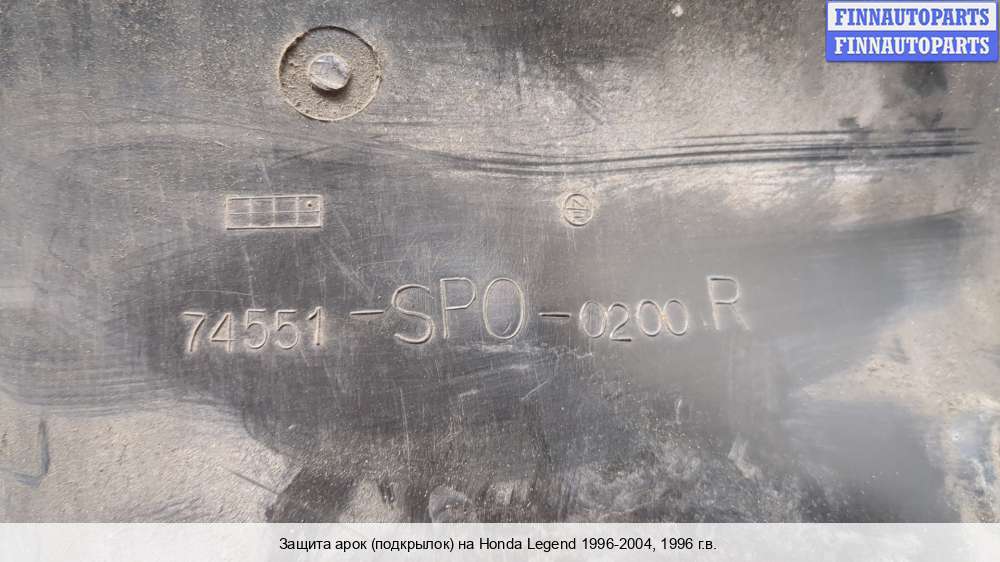 FINNAUTOPARTS
FINNAUTOPARTS
74551-SP0-0200 R
Защита арок (подкрылок) на Honda Legend 1996-2004, 1996 г.в.